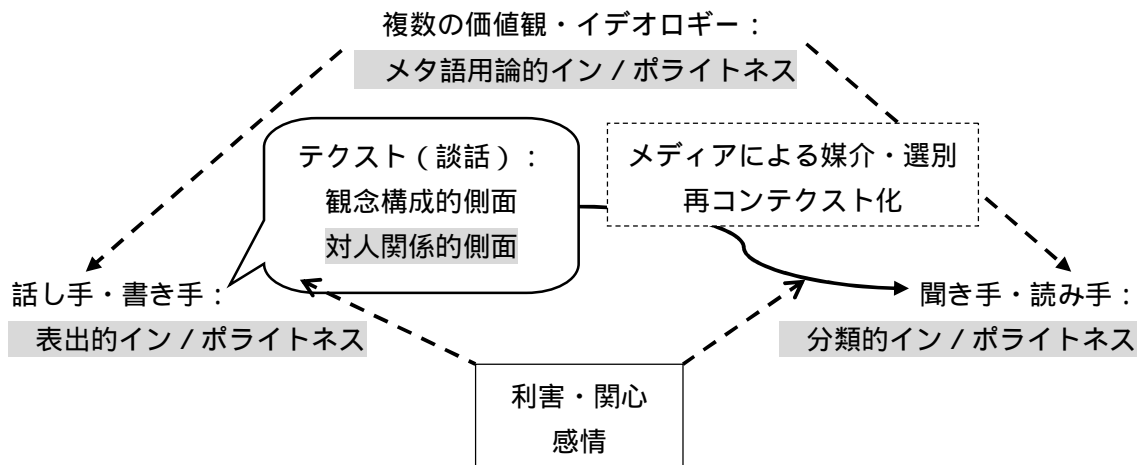 複数の価値観・イデオロギー：
メタ語用論的イン／ポライトネス
テクスト（談話）：
観念構成的側面
対人関係的側面
メディアによる媒介・選別
再コンテクスト化
話し手・書き手：
表出的イン／ポライトネス
聞き手・読み手：
分類的イン／ポライトネス
利害・関心
感情